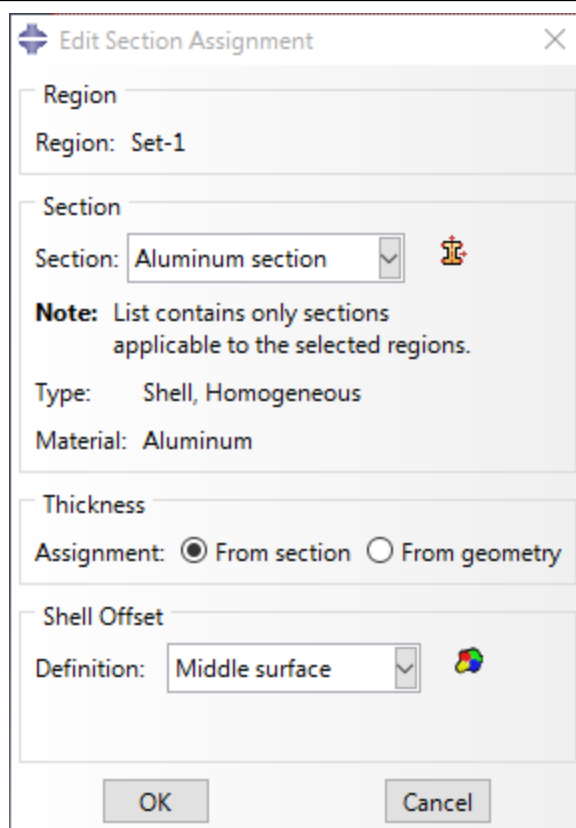 Edit Section Assignment
Region
Region: Set-1
Section
Section: Aluminum section
Note: List contains only sections
applicable to the selected regions.
Type: Shell, Homogeneous
Material: Aluminum
Thickness
Assignment: From section From geometry
Shell Offset
Definition: Middle surface
OK Cancel